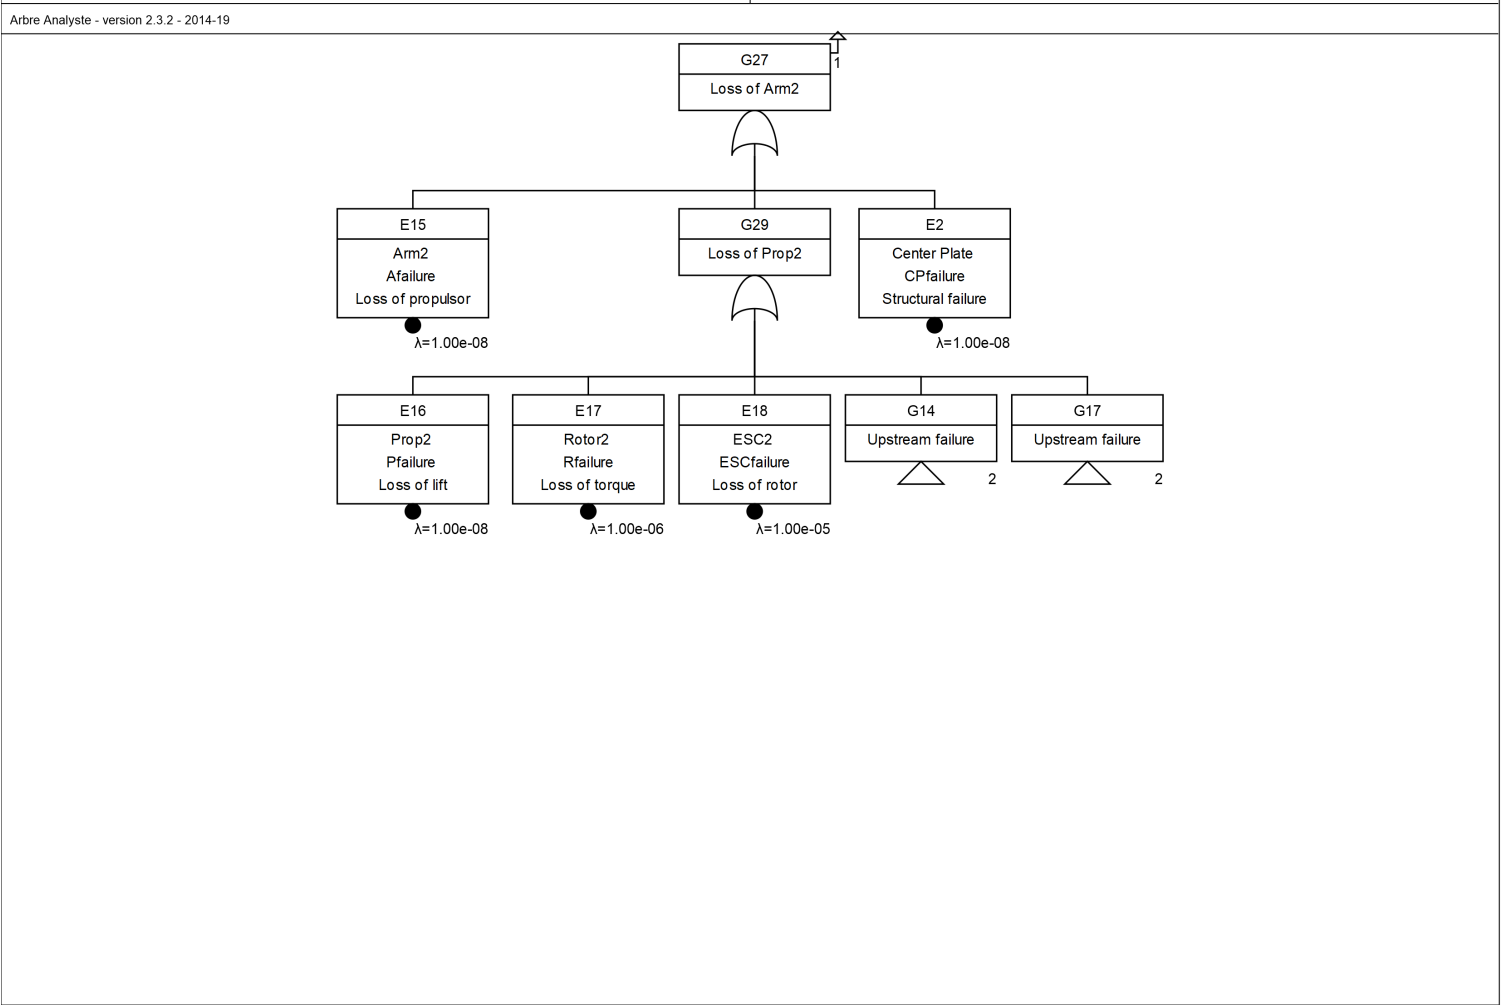 Arbre Analyste - version 2.3.2 - 2014-19
G27
1
Loss of Arm2
E15
Arm2
Afailure
Loss of propulsor
λ=1.00e-08
G29
Loss of Prop2
E2
Center Plate
CPfailure
Structural failure
λ=1.00e-08
E16
Prop2
Pfailure
Loss of lift
λ=1.00e-08
E17
Rotor2
Rfailure
Loss of torque
λ=1.00e-06
E18
ESC2
ESCfailure
Loss of rotor
λ=1.00e-05
G14
Upstream failure
2
G17
Upstream failure
2